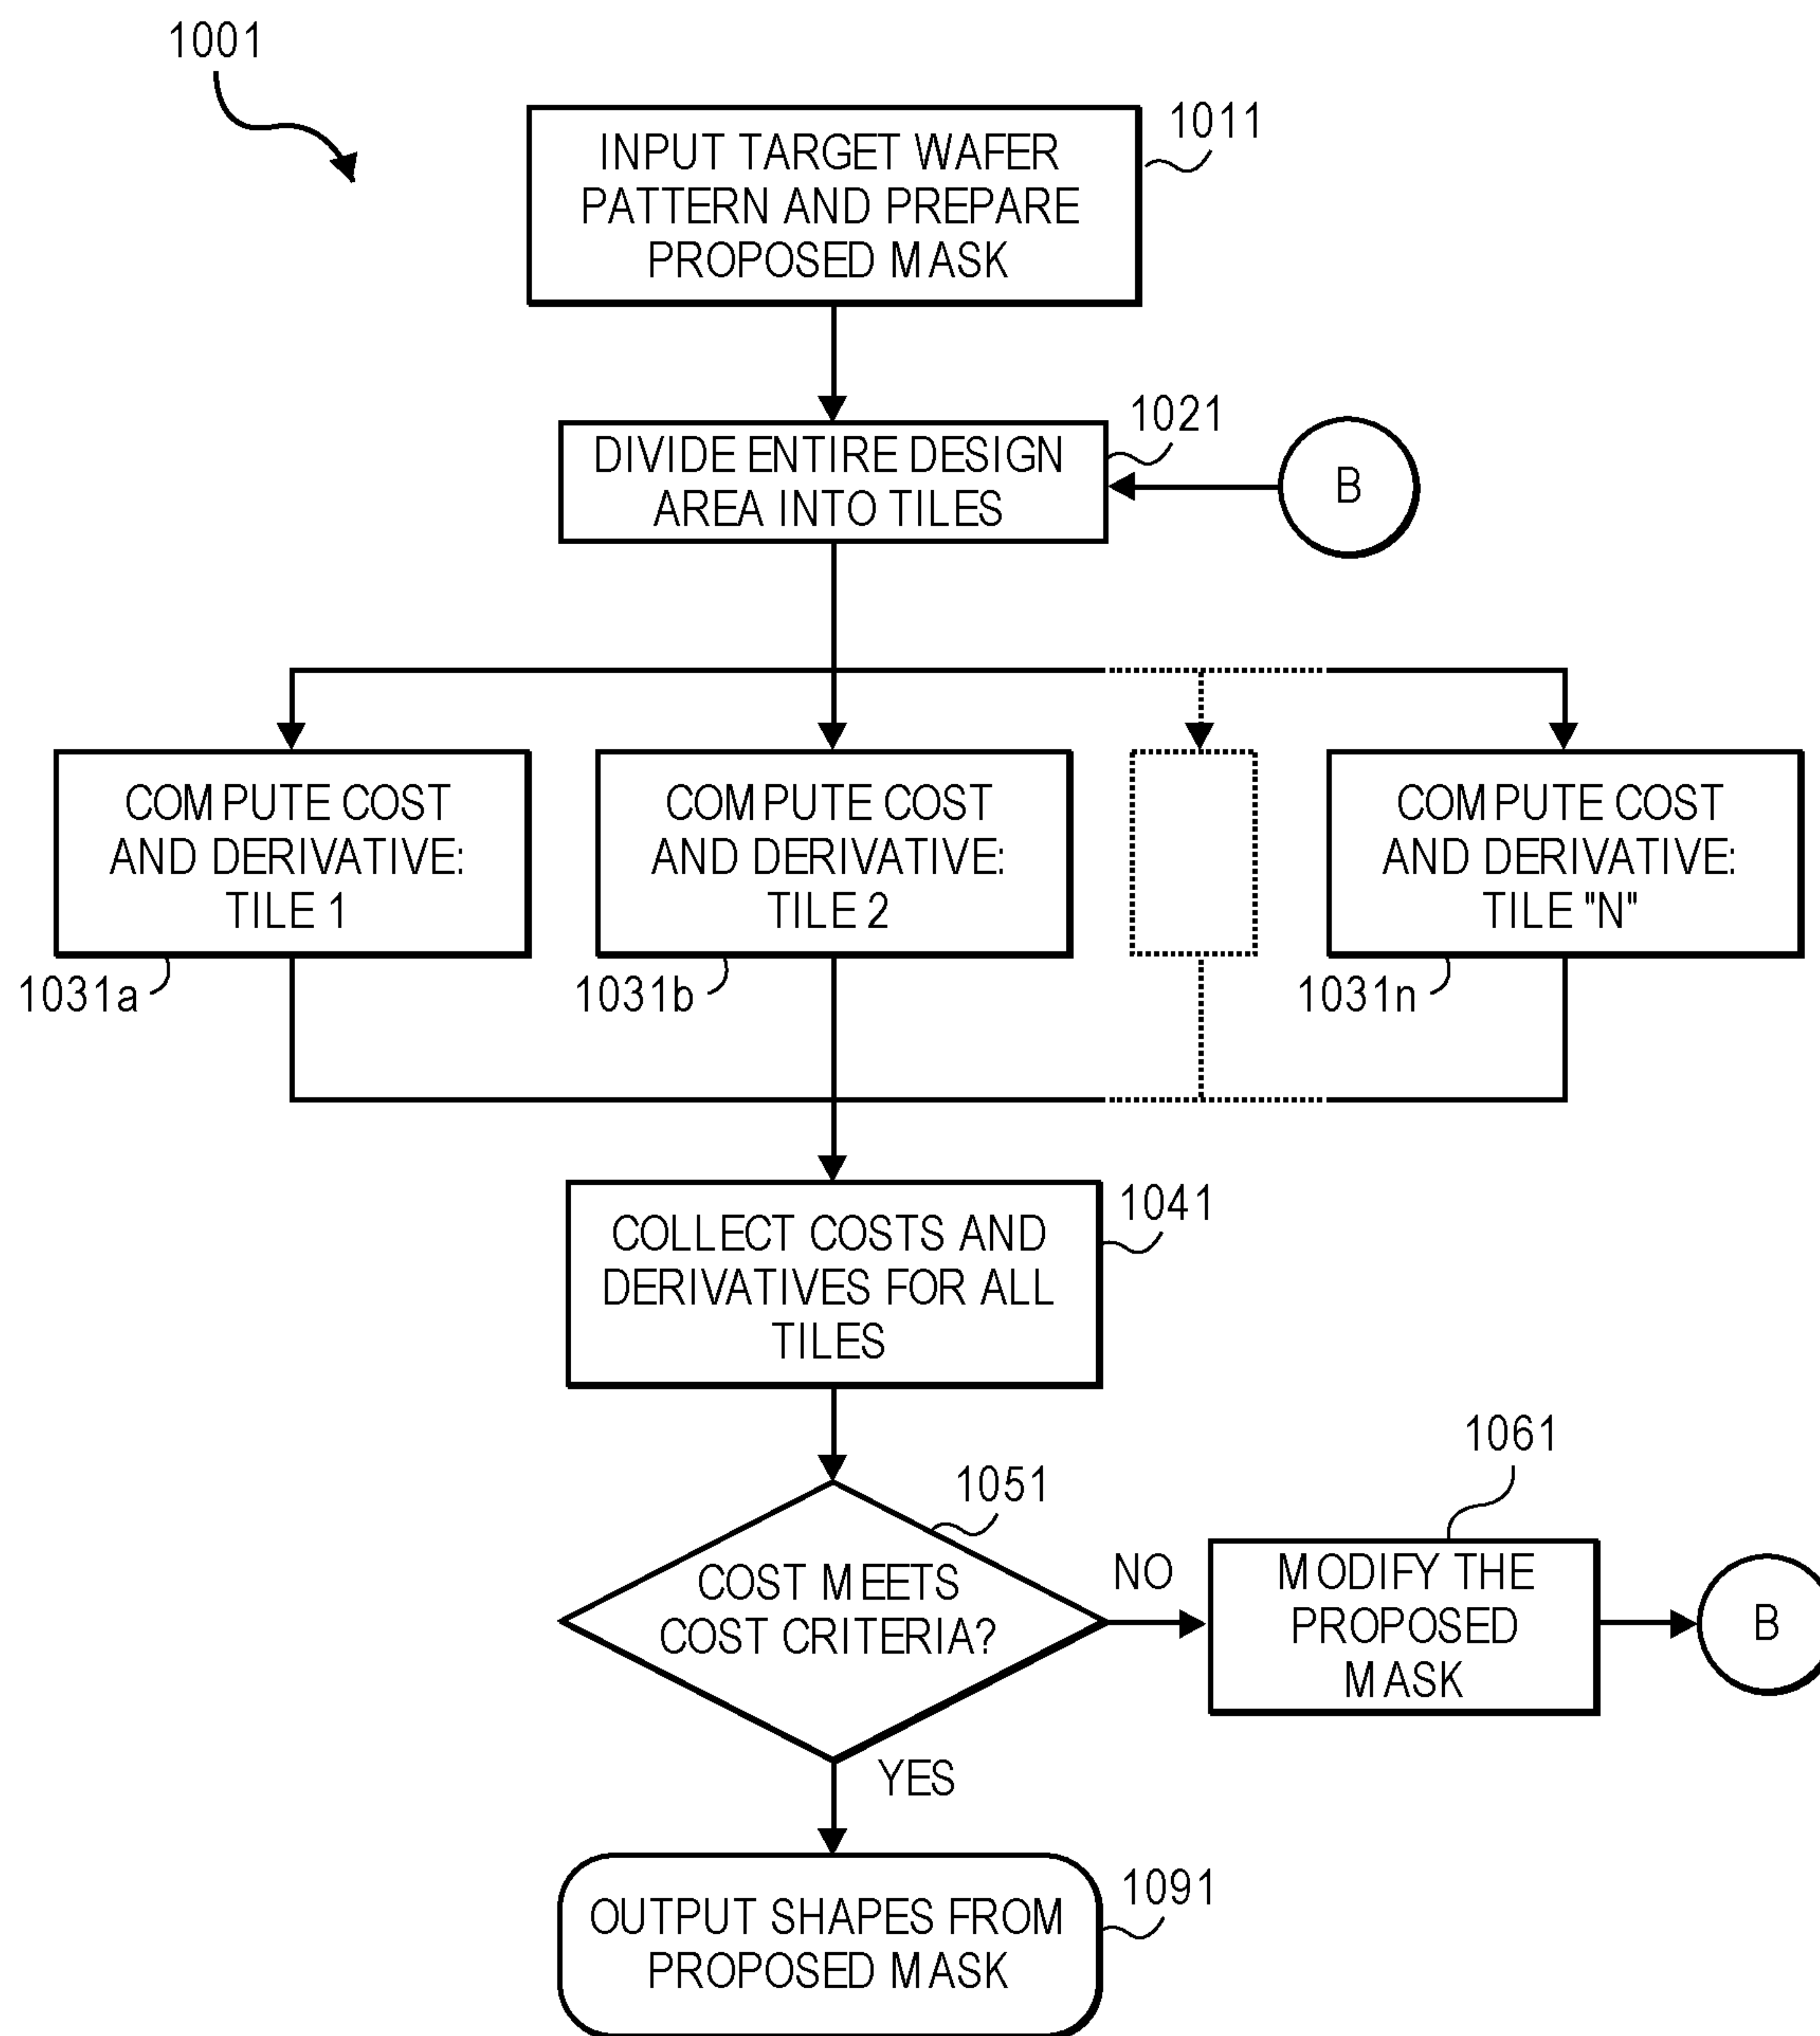 1001
1011
INPUT TARGET WAFER
PATTERN AND PREPARE
PROPOSED MASK
1021
DIVIDE ENTIRE DESIGN
AREA INTO TILES
B
COMPUTE COST
AND DERIVATIVE:
TILE 1
1031a
COMPUTE COST
AND DERIVATIVE:
TILE 2
1031b
COMPUTE COST
AND DERIVATIVE:
TILE "N"
1031n
1041
COLLECT COSTS AND
DERIVATIVES FOR ALL
TILES
1051
COST MEETS
COST CRITERIA?
NO
1061
MODIFY THE
PROPOSED
MASK
B
YES
1091
OUTPUT SHAPES FROM
PROPOSED MASK